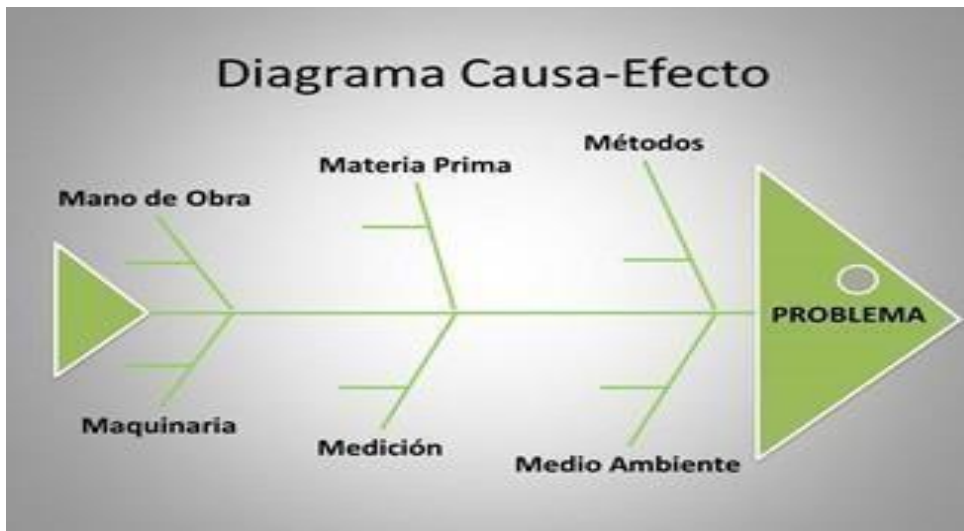 Diagrama Causa-Efecto
Mano de Obra
Materia Prima
Métodos
PROBLEMA
Maquinaria
Medición
Medio Ambiente